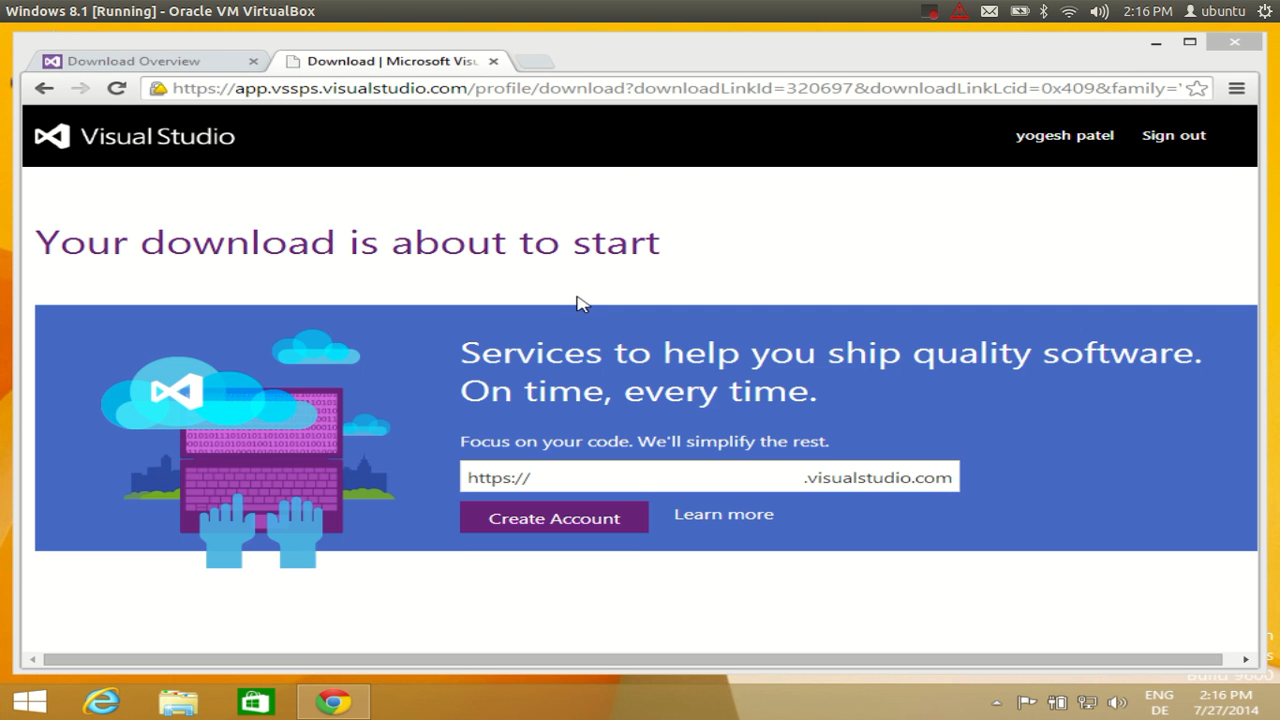 Windows 8.1 [Running] - Oracle VM VirtualBox
2:16 PM
ubuntu
Download Overview
Download | Microsoft Visu
https://app.vssps.visualstudio.com/profile/download?downloadLinkId=320697&downloadLinkLcid=0x409&family=
Visual Studio
yogesh patel
Sign out
Your download is about to start
Services to help you ship quality software.
On time, every time.
Focus on your code. We'll simplify the rest.
https://
.visualstudio.com
Create Account
Learn more
Build 9600
ENG
DE
2:16 PM
7/27/2014